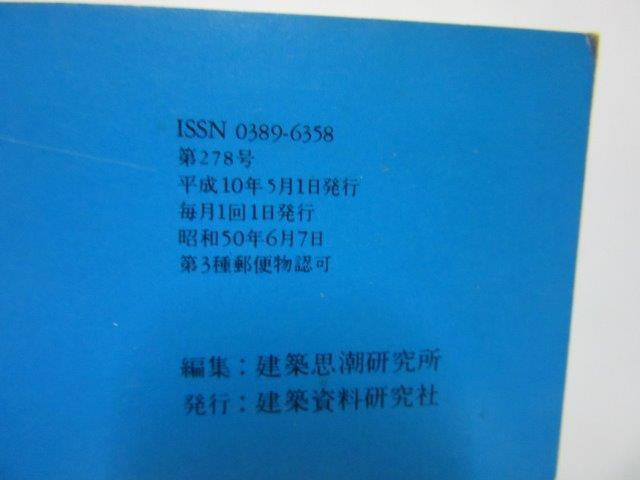 ISSN 0389-6358
第278号
平成10年5月1日発行
毎月1回1日発行
昭和50年6月7日
第3種郵便物認可
編集：建築思潮研究所
発行：建築資料研究社